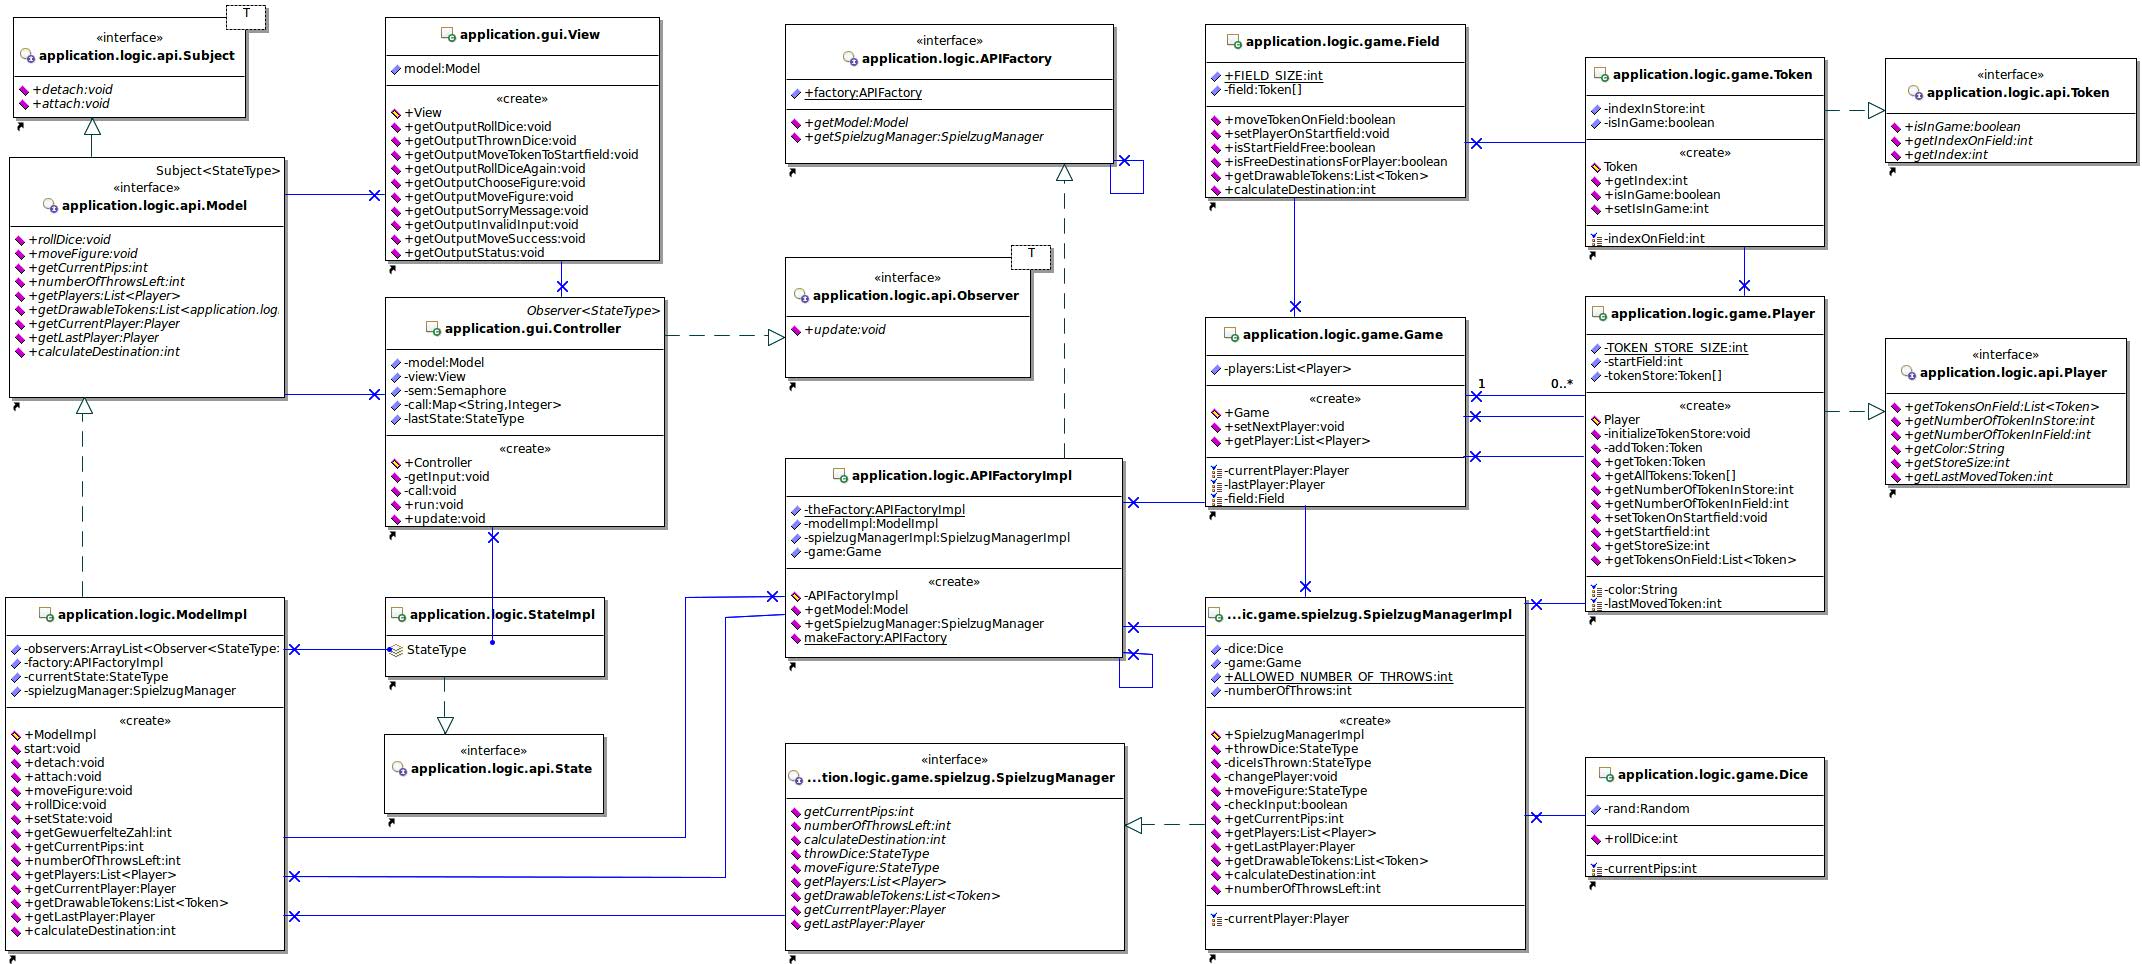 T
«interface»
application.logic.api.Subject
+detach:void
+attach:void
Subject<StateType>
«interface»
application.logic.api.Model
+rollDice:void
+moveFigure:void
+getCurrentPips:int
+numberOfThrowsLeft:int
+getPlayers:List<Player>
+getDrawableTokens:List<application.log
+getCurrentPlayer:Player
+getLastPlayer:Player
+calculateDestination:int
application.logic.ModelImpl
-observers:ArrayList<Observer<StateType>
-factory:APIFactoryImpl
-currentState:StateType
-spielzugManager:SpielzugManager
«create»
+ModelImpl
start:void
+detach:void
+attach:void
+moveFigure:void
+rollDice:void
+setState:void
+getGewuerfelteZahl:int
+getCurrentPips:int
+numberOfThrowsLeft:int
+getPlayers:List<Player>
+getCurrentPlayer:Player
+getDrawableTokens:List<Token>
+getLastPlayer:Player
+calculateDestination:int
application.gui.View
model:Model
«create»
+View
+getOutputRollDice:void
+getOutputThrownDice:void
+getOutputMoveTokenToStartfield:void
+getOutputRollDiceAgain:void
+getOutputChooseFigure:void
+getOutputMoveFigure:void
+getOutputSorryMessage:void
+getOutputInvalidInput:void
+getOutputMoveSuccess:void
+getOutputStatus:void
Observer<StateType>
application.gui.Controller
-model:Model
-view:View
-sem:Semaphore
-call:Map<String,Integer>
-lastState:StateType
«create»
+Controller
-getInput:void
-call:void
+run:void
+update:void
application.logic.StateImpl
StateType
«interface»
application.logic.api.State
«interface»
application.logic.APIFactory
+factory:APIFactory
+getModel:Model
+getSpielzugManager:SpielzugManager
T
«interface»
application.logic.api.Observer
+update:void
application.logic.APIFactoryImpl
-theFactory:APIFactoryImpl
-modelImpl:ModelImpl
-spielzugManagerImpl:SpielzugManagerImpl
-game:Game
«create»
-APIFactoryImpl
+getModel:Model
+getSpielzugManager:SpielzugManager
makeFactory:APIFactory
«interface»
...tion.logic.game.spielzug.SpielzugManager
getCurrentPips:int
numberOfThrowsLeft:int
calculateDestination:int
throwDice:StateType
moveFigure:StateType
getPlayers:List<Player>
getDrawableTokens:List<Token>
getCurrentPlayer:Player
getLastPlayer:Player
application.logic.game.Field
+FIELD_SIZE:int
-field:Token[]
+moveTokenOnField:boolean
+setPlayerOnStartfield:void
+isStartFieldFree:boolean
+isFreeDestinationsForPlayer:boolean
+getDrawableTokens:List<Token>
+calculateDestination:int
application.logic.game.Game
-players:List<Player>
«create»
+Game
+setNextPlayer:void
+getPlayer:List<Player>
-currentPlayer:Player
-lastPlayer:Player
-field:Field
1
0..*
...ic.game.spielzug.SpielzugManagerImpl
-dice:Dice
-game:Game
+ALLOWED_NUMBER_OF_THROWS:int
-numberOfThrows:int
«create»
+SpielzugManagerImpl
+throwDice:StateType
-diceIsThrown:StateType
-changePlayer:void
+moveFigure:StateType
-checkInput:boolean
+getCurrentPips:int
+getPlayers:List<Player>
+getLastPlayer:Player
+getDrawableTokens:List<Token>
+calculateDestination:int
+numberOfThrowsLeft:int
-currentPlayer:Player
application.logic.game.Token
-indexInStore:int
-isInGame:boolean
«create»
Token
+getIndex:int
+isInGame:boolean
+setIsInGame:int
-indexOnField:int
application.logic.game.Player
-TOKEN_STORE_SIZE:int
-startField:int
-tokenStore:Token[]
«create»
Player
-initializeTokenStore:void
-addToken:Token
+getToken:Token
+getAllTokens:Token[]
+getNumberOfTokenInStore:int
+getNumberOfTokenInField:int
+setTokenOnStartfield:void
+getStartfield:int
+getStoreSize:int
+getTokensOnField:List<Token>
-color:String
-lastMovedToken:int
application.logic.game.Dice
-rand:Random
+rollDice:int
-currentPips:int
«interface»
application.logic.api.Token
+isInGame:boolean
+getIndexOnField:int
+getIndex:int
«interface»
application.logic.api.Player
+getTokensOnField:List<Token>
+getNumberOfTokenInStore:int
+getNumberOfTokenInField:int
+getColor:String
+getStoreSize:int
+getLastMovedToken:int